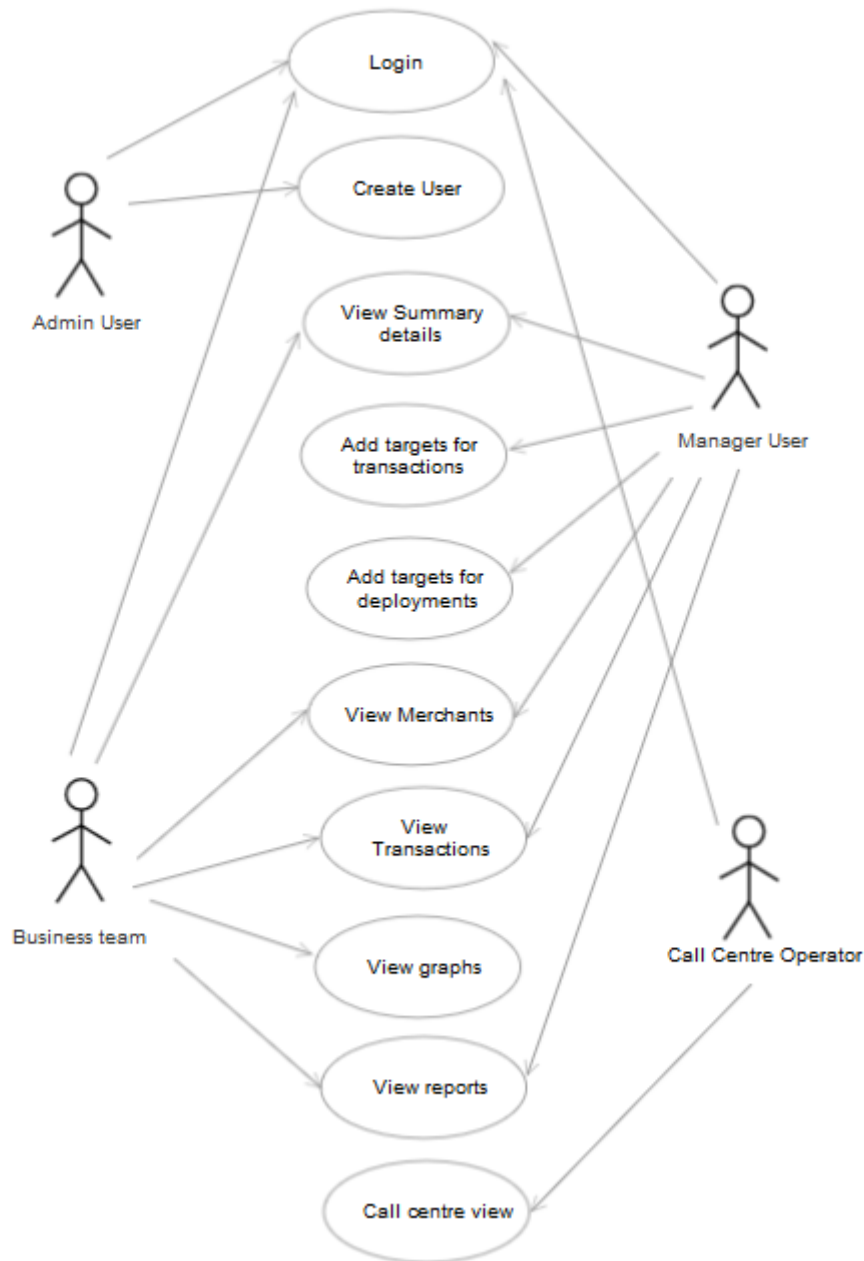 Login
Create User
Admin User
View Summary
details
Manager User
Add targets for
transactions
Add targets for
deployments
View Merchants
View
Transactions
Business team
Call Centre Operator
View graphs
View reports
Call centre view